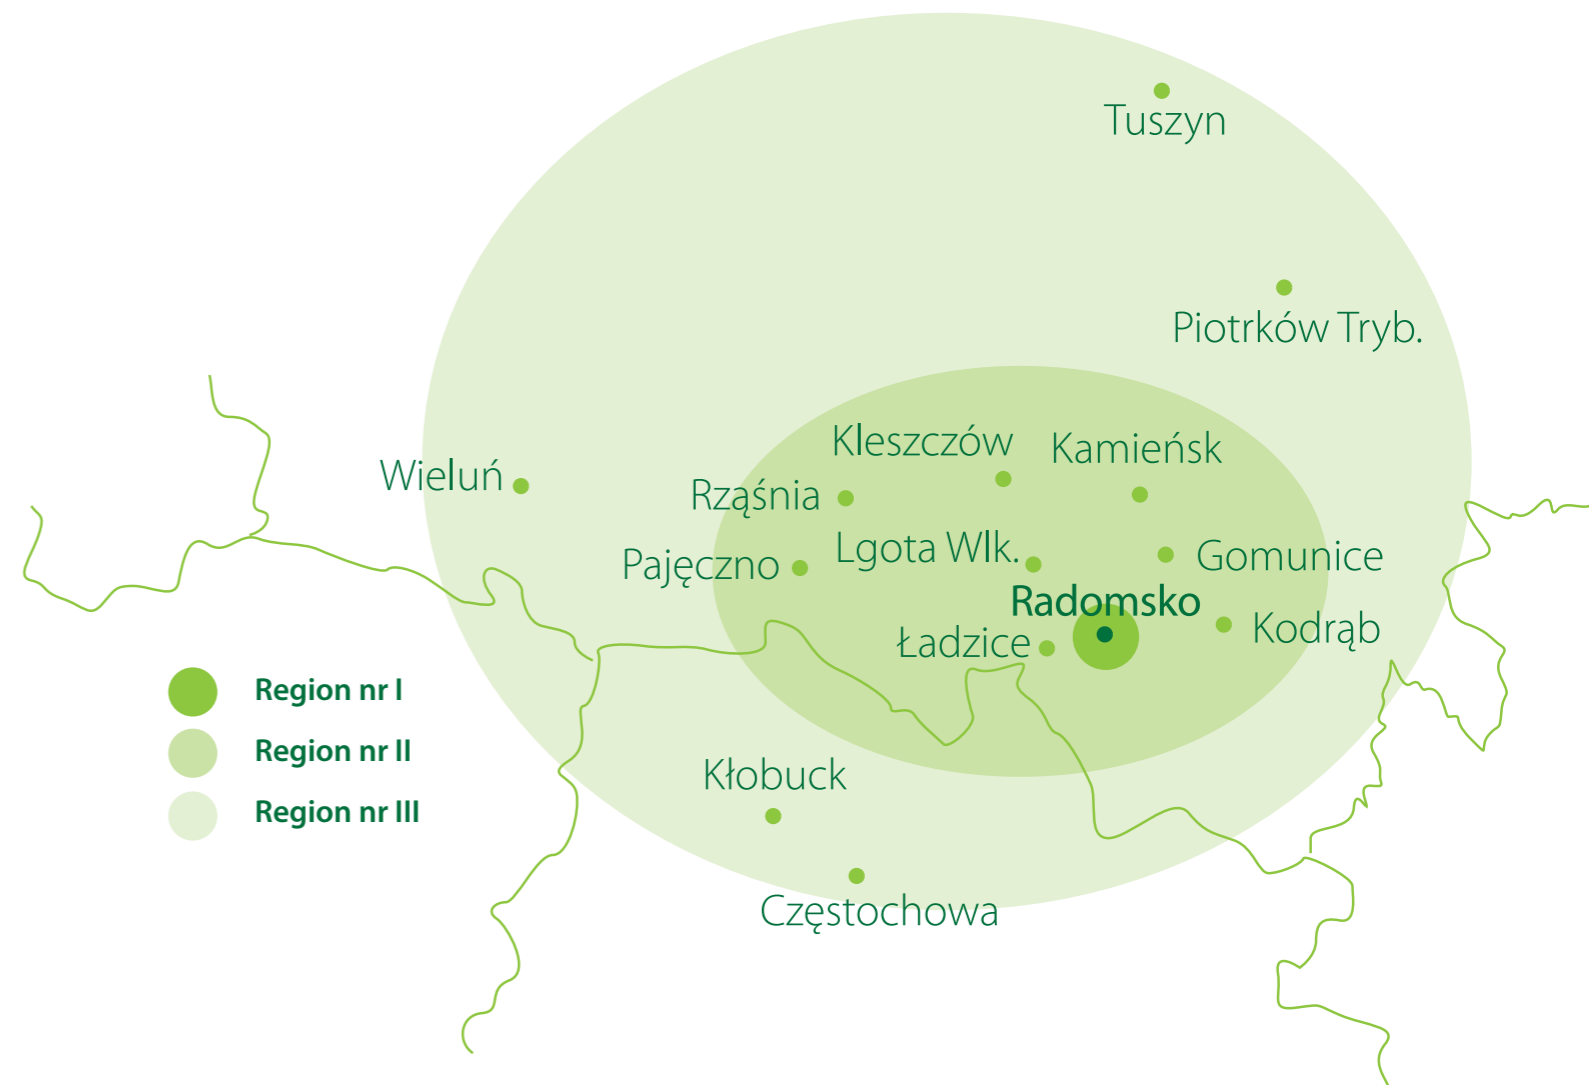 Tuszyn
Piotrków Tryb.
Kleszczów
Kamieńsk
Wieluń
Rząśnia
Lgota Wlk.
Gomunice
Pajęczno
Radomsko
Kodrąb
Ładzice
Region nr I
Region nr II
Region nr III
Kłobuck
Częstochowa